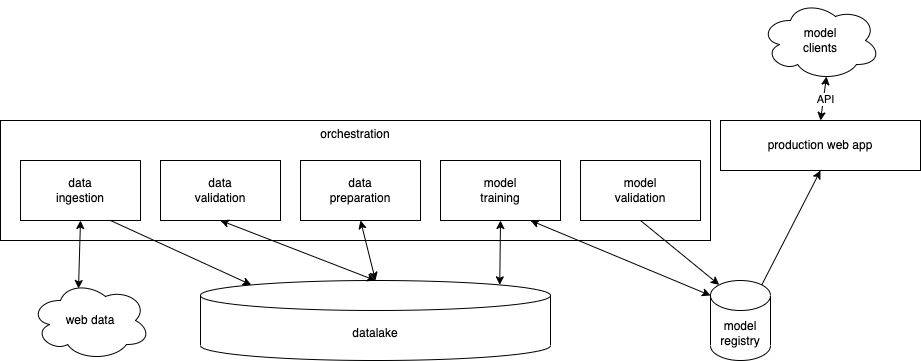 model
clients
API
orchestration
production web app
data
ingestion
data
validation
data
preparation
model
training
model
validation
web data
datalake
model
registry